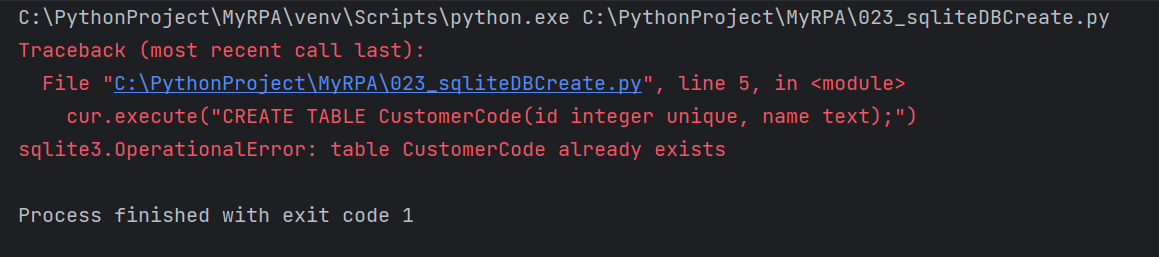 C:\PythonProject\MyRPA\venv\Scripts\python.exe C:\PythonProject\MyRPA\023_sqliteDBCreate.py
Traceback (most recent call last):
  File "C:\PythonProject\MyRPA\023_sqliteDBCreate.py", line 5, in <module>
    cur.execute("CREATE TABLE CustomerCode(id integer unique, name text);")
sqlite3.OperationalError: table CustomerCode already exists
Process finished with exit code 1